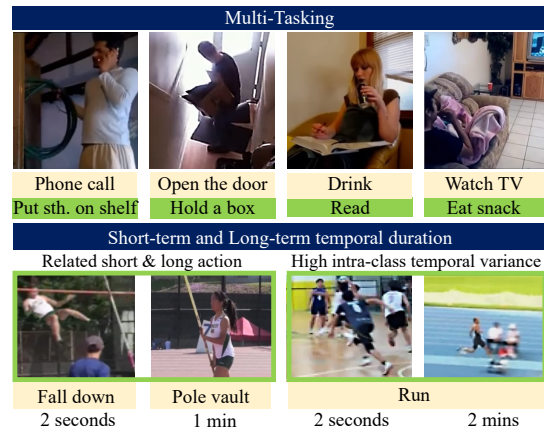 Multi-Tasking
Phone call Open the door Drink Watch TV
Put sth. on shelf Hold a box Read Eat snack
Short-term and Long-term temporal duration
Related short & long action High intra-class temporal variance
Fall down Pole vault Run
2 seconds 1 min 2 seconds 2 mins